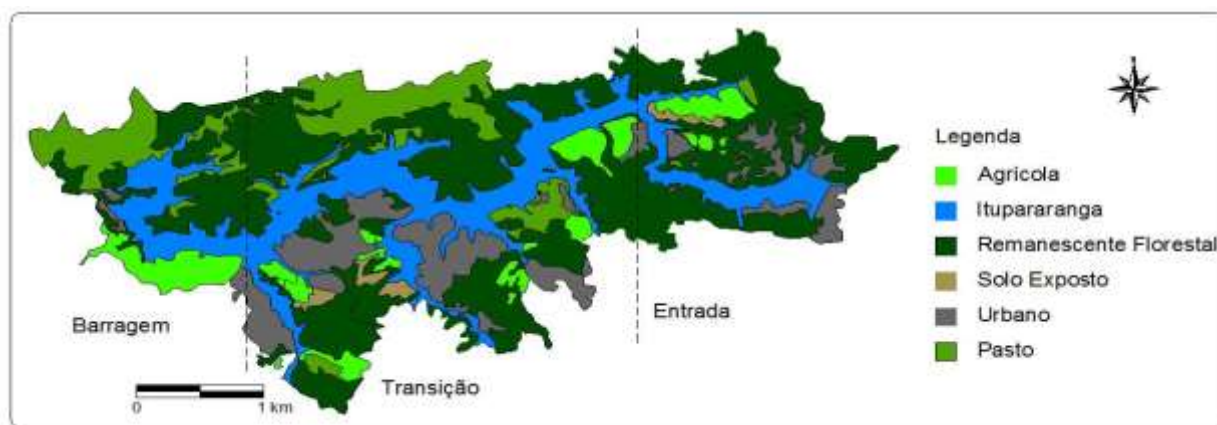 Legenda
Agrícola
Itupararanga
Remanescente Florestal
Solo Exposto
Urbano
Pasto
Barragem
Transição
Entrada
0 1 km